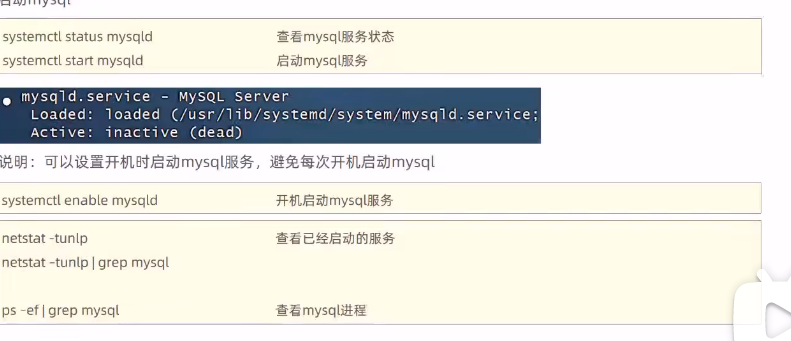 启动mysql
systemctl status mysqld 查看mysql服务状态
systemctl start mysqld 启动mysql服务
mysqld.service - MySQL Server
Loaded: loaded (/usr/lib/systemd/system/mysqld.service;
Active: inactive (dead)
说明：可以设置开机时启动mysql服务，避免每次开机启动mysql
systemctl enable mysqld 开机启动mysql服务
netstat -tunlp 查看已经启动的服务
netstat -tunlp | grep mysql
ps -ef | grep mysql 查看mysql进程